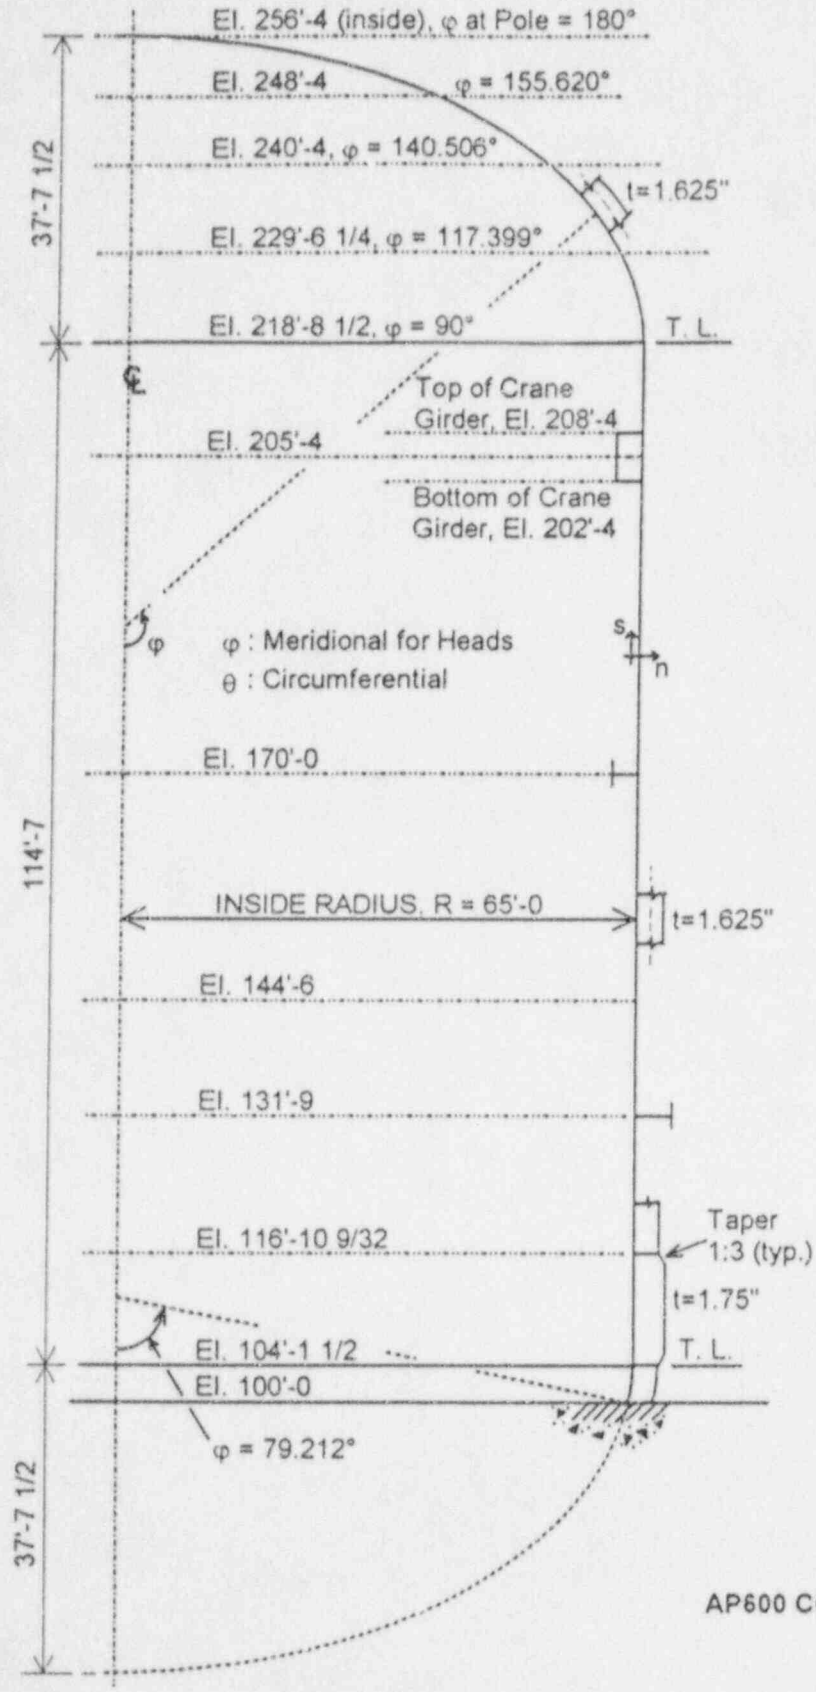 El. 256'-4 (inside), φ at Pole = 180°
El. 248'-4 φ = 155.620°
El. 240'-4, φ = 140.506°
t=1.625"
37'-7 1/2
El. 229'-6 1/4, φ = 117.399°
El. 218'-8 1/2, φ = 90°
T. L.
℄
Top of Crane
Girder, El. 208'-4
El. 205'-4
Bottom of Crane
Girder, El. 202'-4
φ
φ : Meridional for Heads
θ : Circumferential
s
n
El. 170'-0
114'-7
INSIDE RADIUS, R = 65'-0
t=1.625"
El. 144'-6
El. 131'-9
El. 116'-10 9/32
Taper
1:3 (typ.)
t=1.75"
El. 104'-1 1/2
T. L.
El. 100'-0
φ = 79.212°
37'-7 1/2
AP600 C